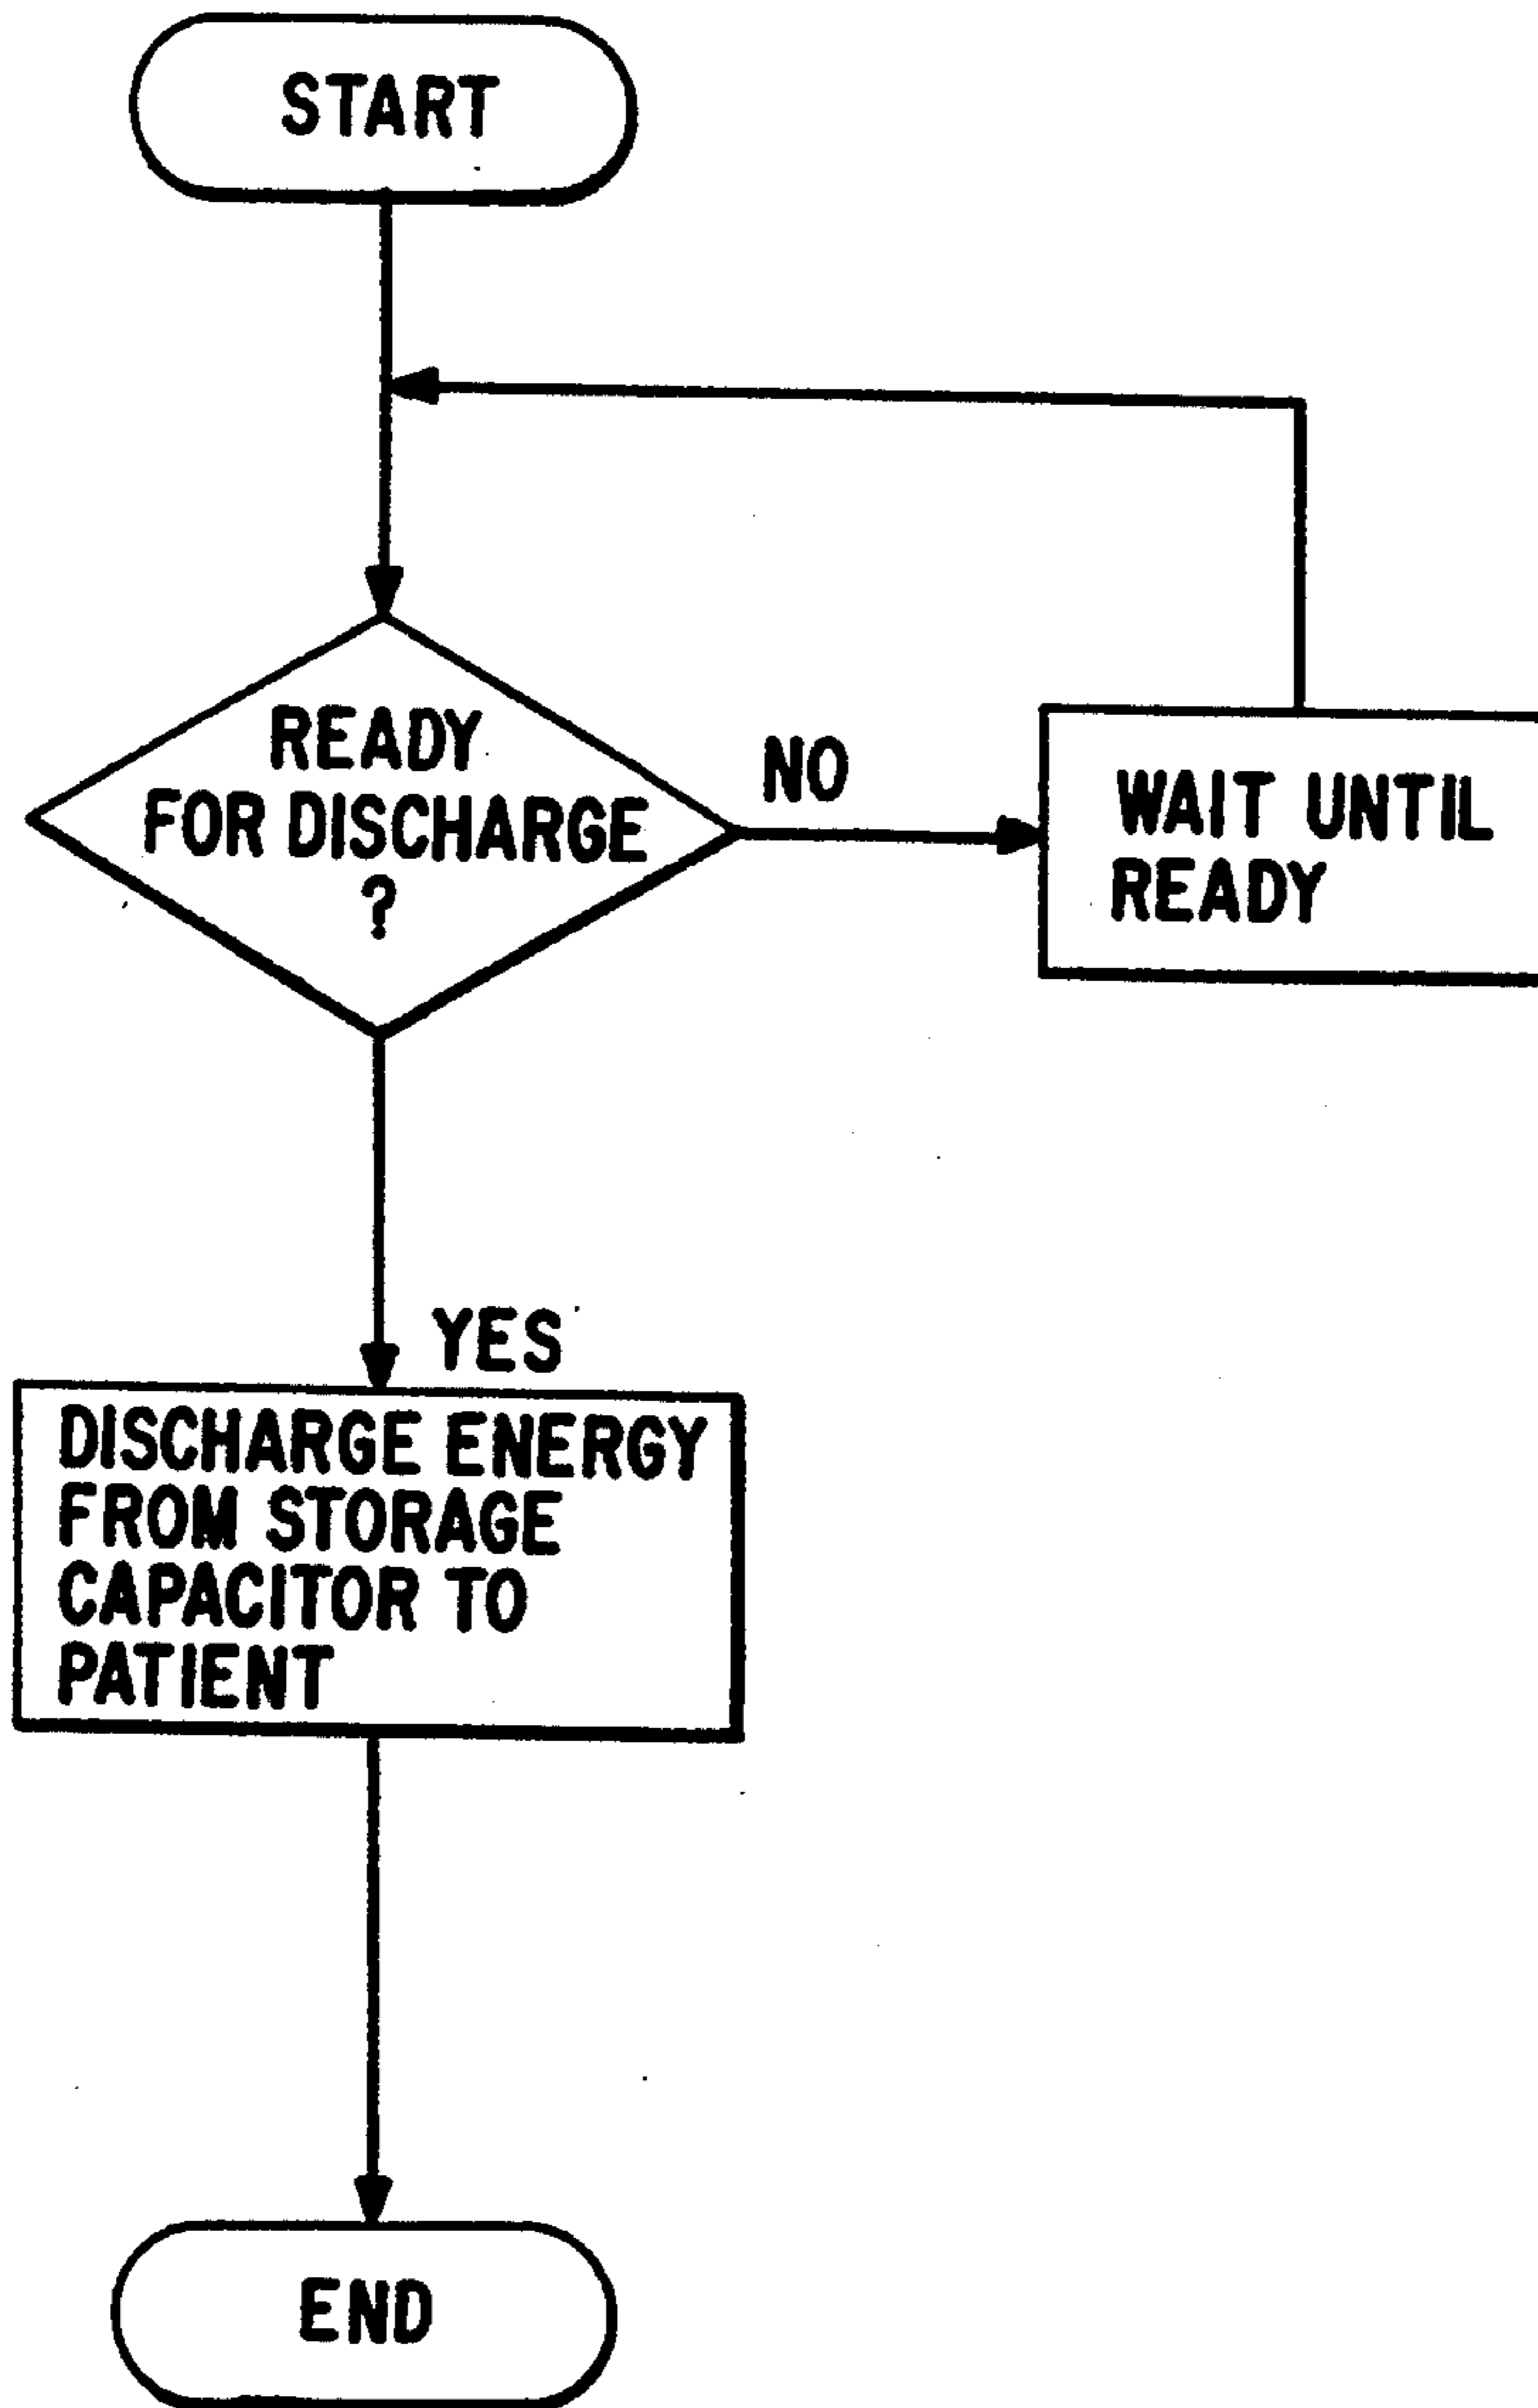 START
READY
FOR DISCHARGE
?
NO
WAIT UNTIL
READY
YES
DISCHARGE ENERGY
FROM STORAGE
CAPACITOR TO
PATIENT
END